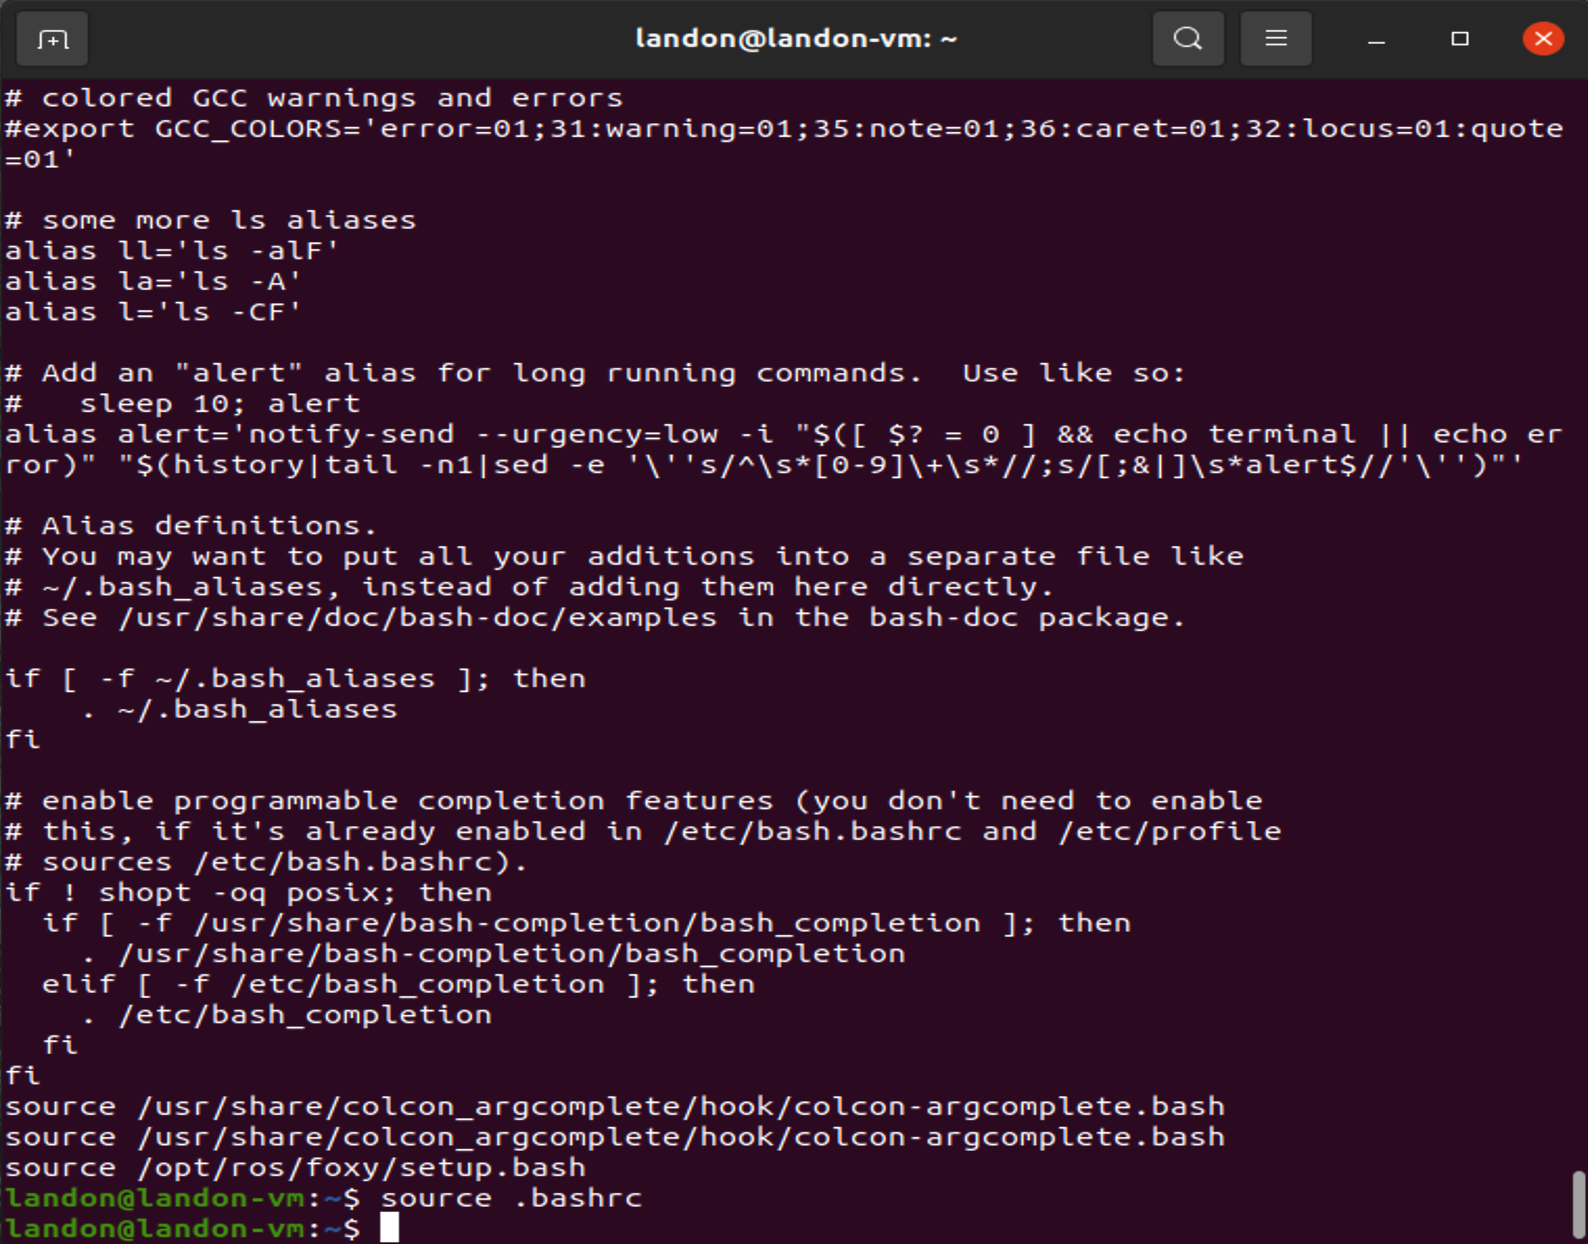 landon@landon-vm: ~
# colored GCC warnings and errors
#export GCC_COLORS='error=01;31:warning=01;35:note=01;36:caret=01;32:locus=01:quote
=01'
# some more ls aliases
alias ll='ls -alF'
alias la='ls -A'
alias l='ls -CF'
# Add an "alert" alias for long running commands.  Use like so:
#   sleep 10; alert
alias alert='notify-send --urgency=low -i "$([ $? = 0 ] && echo terminal || echo er
ror)" "$(history|tail -n1|sed -e '\''s/^\s*[0-9]\+\s*//;s/[;&|]\s*alert$//'\'')"'
# Alias definitions.
# You may want to put all your additions into a separate file like
# ~/.bash_aliases, instead of adding them here directly.
# See /usr/share/doc/bash-doc/examples in the bash-doc package.
if [ -f ~/.bash_aliases ]; then
    . ~/.bash_aliases
fi
# enable programmable completion features (you don't need to enable
# this, if it's already enabled in /etc/bash.bashrc and /etc/profile
# sources /etc/bash.bashrc).
if ! shopt -oq posix; then
  if [ -f /usr/share/bash-completion/bash_completion ]; then
    . /usr/share/bash-completion/bash_completion
  elif [ -f /etc/bash_completion ]; then
    . /etc/bash_completion
  fi
fi
source /usr/share/colcon_argcomplete/hook/colcon-argcomplete.bash
source /usr/share/colcon_argcomplete/hook/colcon-argcomplete.bash
source /opt/ros/foxy/setup.bash
landon@landon-vm:~$ source .bashrc
landon@landon-vm:~$